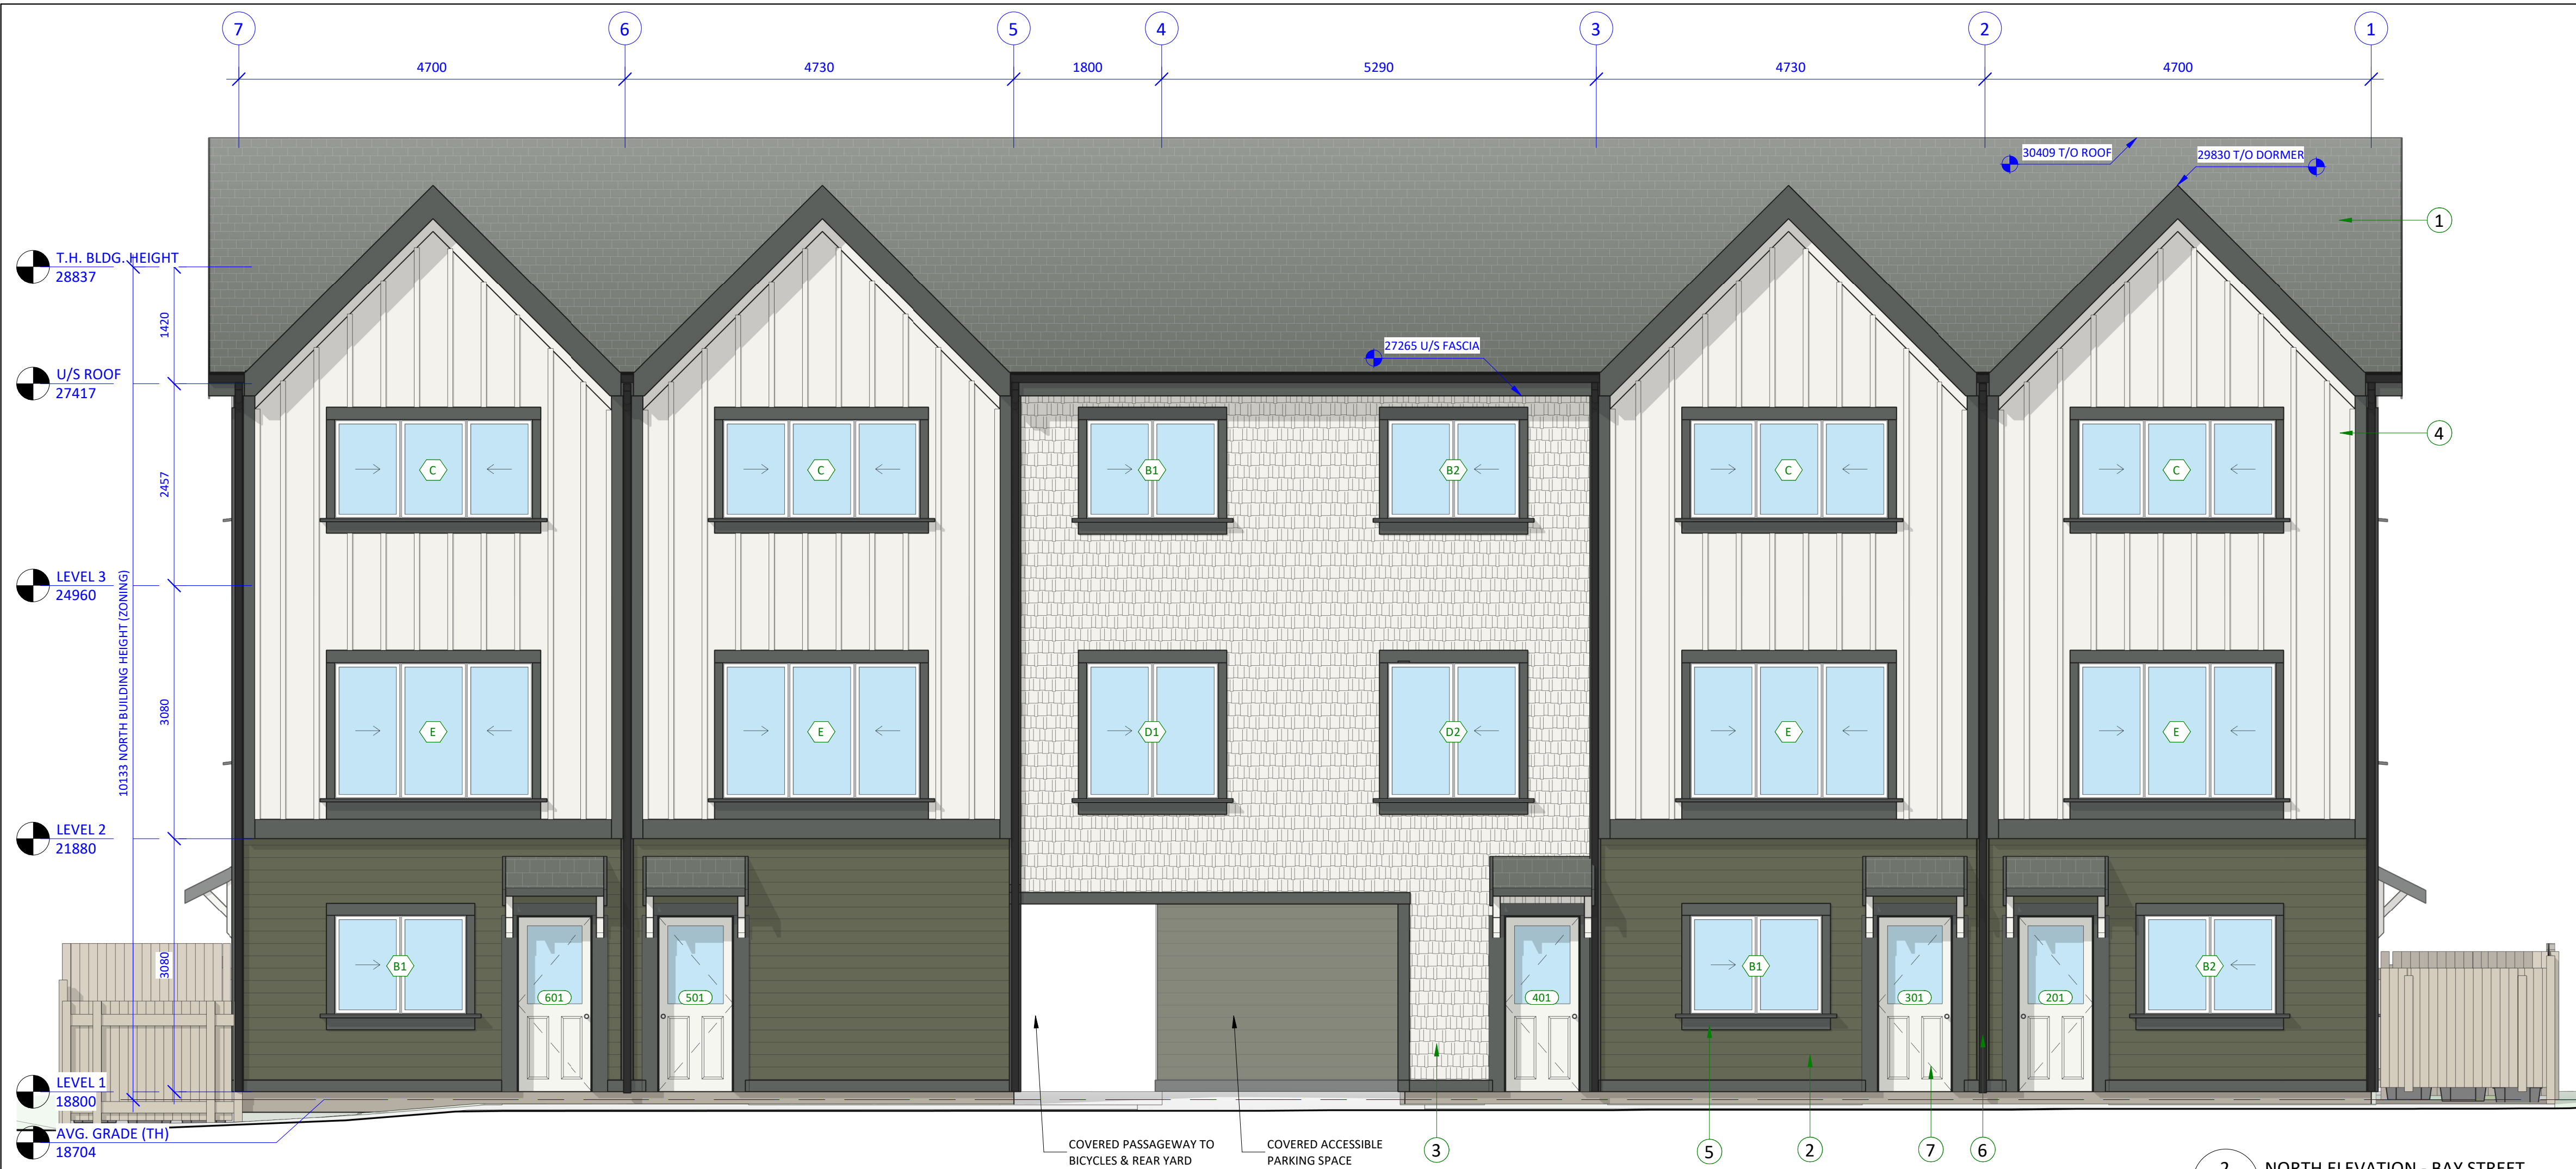 7 6 5 4 3 2 1
4700 4730 1800 5290 4730 4700
30409 T/O ROOF
29830 T/O DORMER
1
T.H. BLDG. HEIGHT
28837
1420
27265 U/S FASCIA
U/S ROOF
27417
4
2457
C C B1 B2 C C
LEVEL 3
24960
10133 NORTH BUILDING HEIGHT (ZONING)
3080
E E D1 D2 E E
LEVEL 2
21880
3080
B1 B1 B2
601 501 401 301 201
LEVEL 1
18800
AVG. GRADE (TH)
18704
COVERED PASSAGEWAY TO
BICYCLES & REAR YARD
COVERED ACCESSIBLE
PARKING SPACE
3 5 2 7 6
2 NORTH ELEVATION - BAY STREET